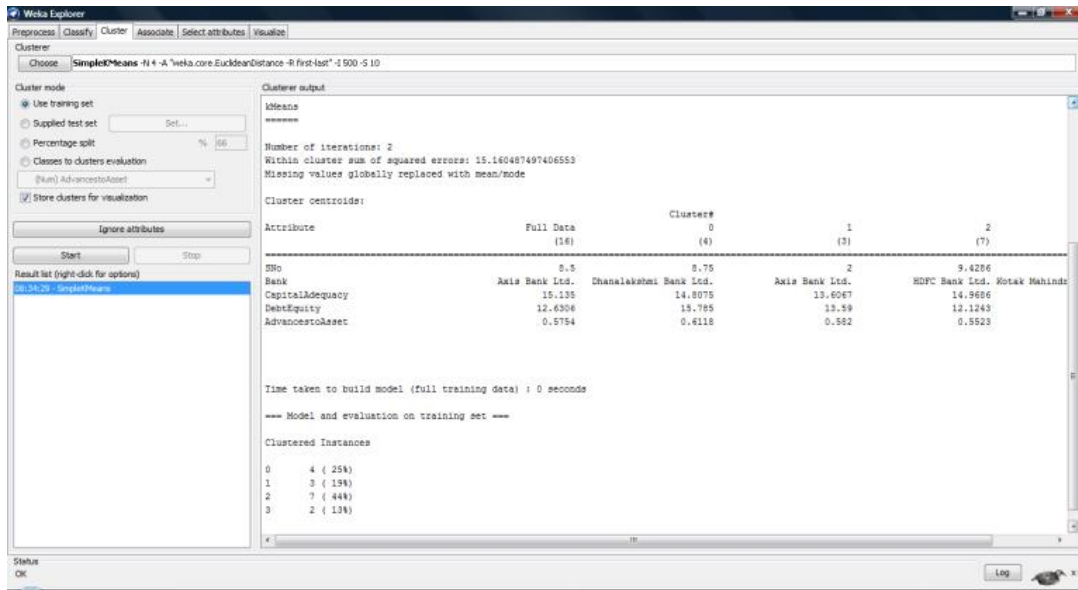 Weka Explorer
Preprocess Classify Cluster Associate Select attributes Visualize
Clusterer
Choose SimpleKMeans -N 4 -A "weka.core.EuclideanDistance -R first-last" -I 500 -S 10
Cluster mode
Use training set
Supplied test set Set...
Percentage split % 66
Classes to clusters evaluation
(Num) AdvancestoAsset
Store clusters for visualization
Ignore attributes
Start Stop
Result list (right-click for options)
08:34:29 - SimpleKMeans
Clusterer output
kMeans
======
Number of iterations: 2
Within cluster sum of squared errors: 15.160487497406553
Missing values globally replaced with mean/mode
Cluster centroids:
Cluster#
Attribute Full Data 0 1 2
(16) (4) (3) (7)
SNo 8.5 8.75 2 9.4286
Bank Axis Bank Ltd. Dhanalakshmi Bank Ltd. Axis Bank Ltd. HDFC Bank Ltd. Kotak Mahindr
CapitalAdequacy 15.135 14.8075 13.6067 14.9686
DebtEquity 12.6306 15.785 13.59 12.1243
AdvancestoAsset 0.5754 0.6118 0.582 0.5523
Time taken to build model (full training data) : 0 seconds
=== Model and evaluation on training set ===
Clustered Instances
0 4 ( 25%)
1 3 ( 19%)
2 7 ( 44%)
3 2 ( 13%)
Status
OK
Log
x